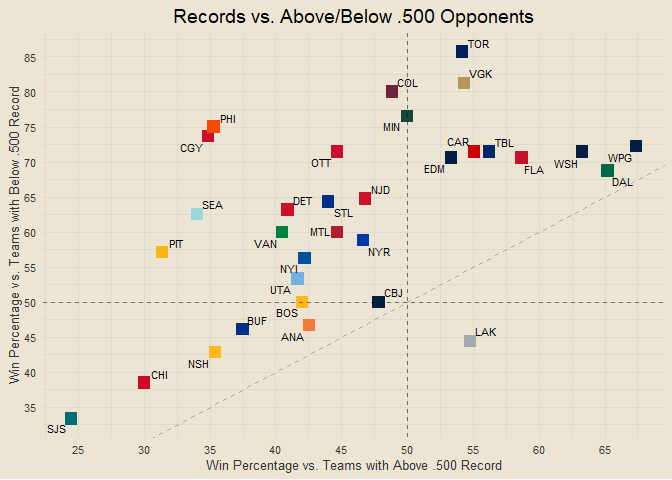 Records vs. Above/Below .500 Opponents
Win Percentage vs. Teams with Below .500 Record
85
80
75
70
65
60
55
50
45
40
35
TOR
VGK
COL
MIN
PHI
CGY
OTT
CAR
TBL
EDM
FLA
WSH
WPG
DAL
SEA
DET
STL
NJD
VAN
MTL
NYR
PIT
NYI
UTA
BOS
CBJ
BUF
ANA
LAK
NSH
CHI
SJS
25 30 35 40 45 50 55 60 65
Win Percentage vs. Teams with Above .500 Record